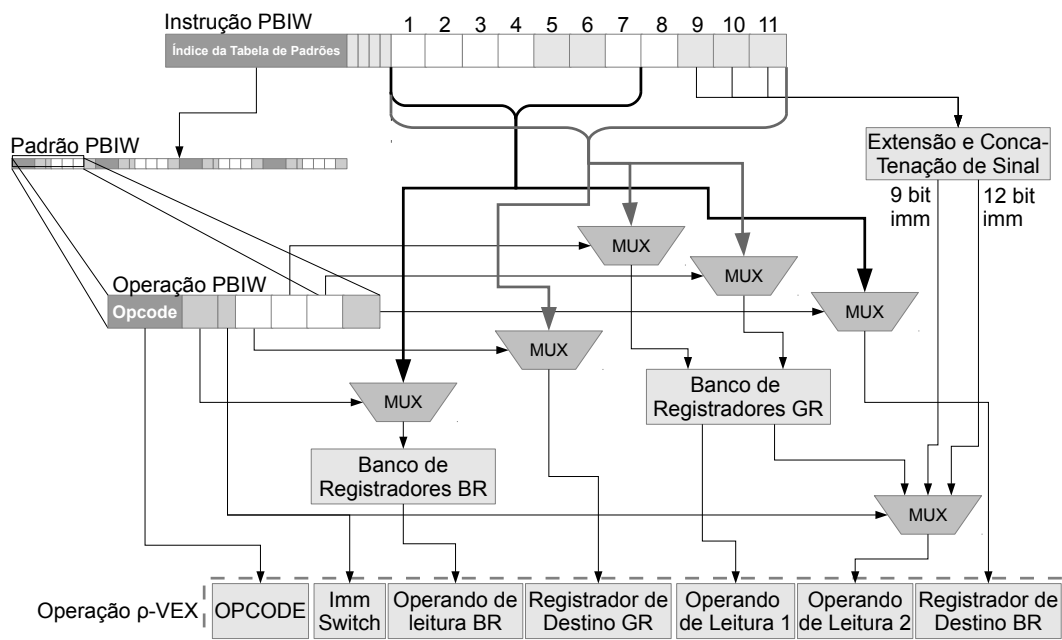 Instrução PBIW
1 2 3 4 5 6 7 8 9 10 11
Índice da Tabela de Padrões
Padrão PBIW
Extensão e Conca-
Tenação de Sinal
9 bit
imm
12 bit
imm
MUX
MUX
Operação PBIW
Opcode
MUX
MUX
MUX
Banco de
Registradores GR
Banco de
Registradores BR
MUX
Operação ρ-VEX
OPCODE
Imm
Switch
Operando de
leitura BR
Registrador de
Destino GR
Operando
de Leitura 1
Operando
de Leitura 2
Registrador de
Destino BR